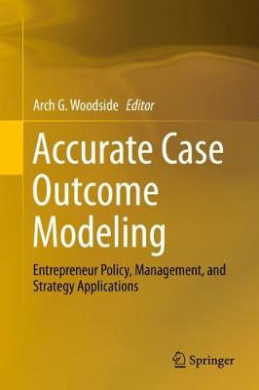 Arch G. Woodside Editor
Accurate Case
Outcome
Modeling
Entrepreneur Policy, Management, and
Strategy Applications
Springer